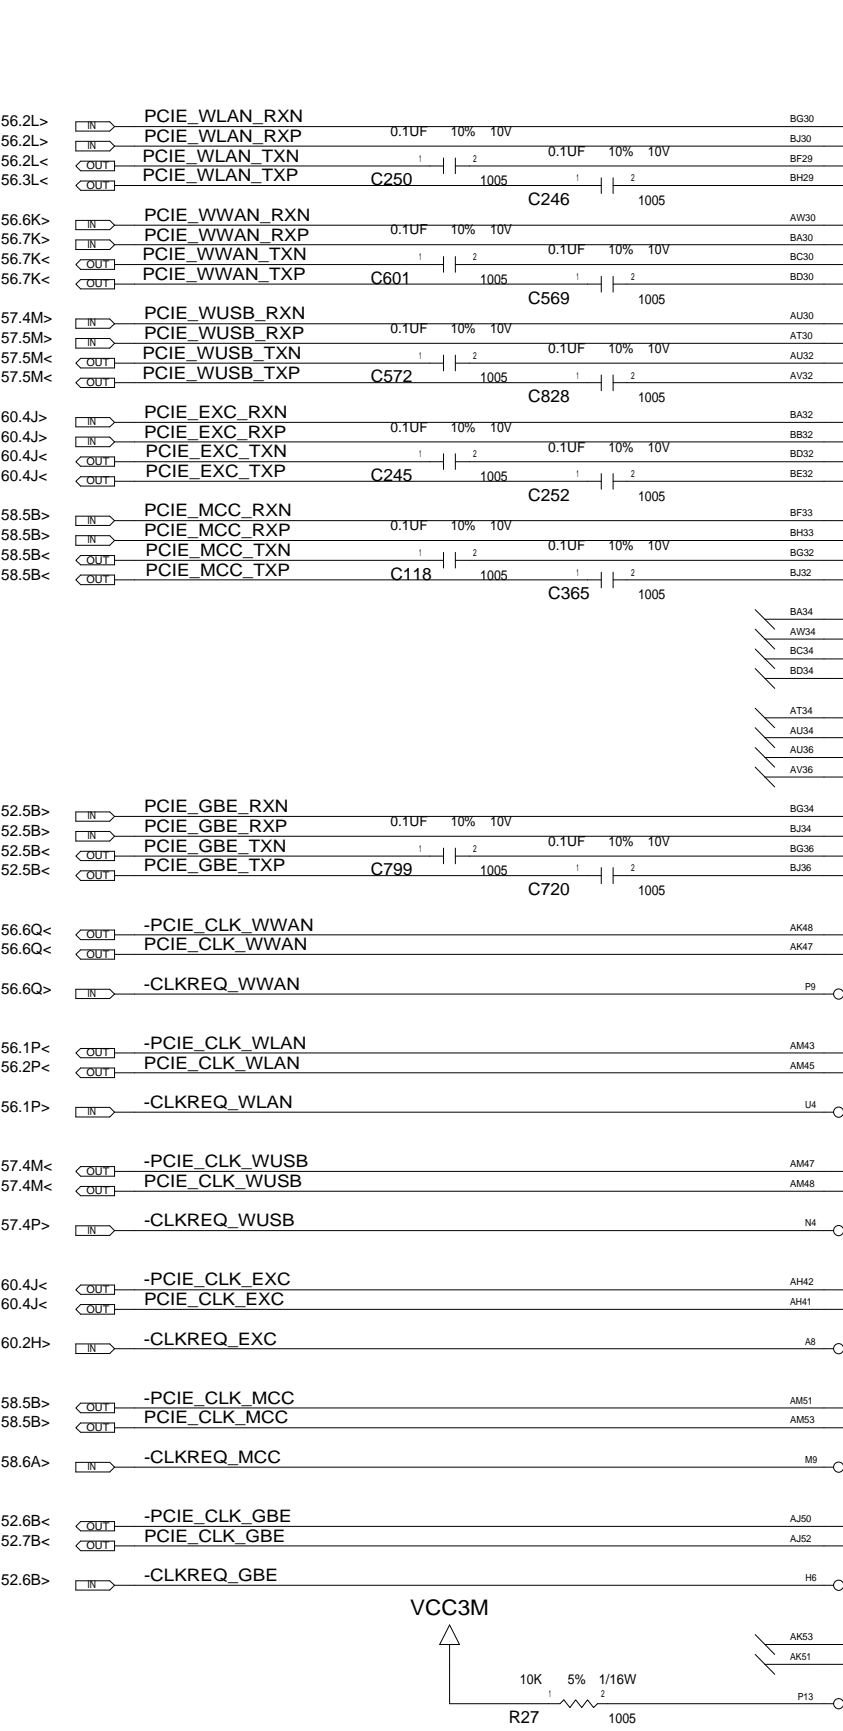 56.2L> IN PCIE_WLAN_RXN BG30
56.2L> IN PCIE_WLAN_RXP 0.1UF 10% 10V BJ30
56.2L< OUT PCIE_WLAN_TXN 1 2 0.1UF 10% 10V BF29
56.3L< OUT PCIE_WLAN_TXP C250 1005 1 2 BH29
C246 1005
56.6K> IN PCIE_WWAN_RXN AW30
56.7K> IN PCIE_WWAN_RXP 0.1UF 10% 10V BA30
56.7K< OUT PCIE_WWAN_TXN 1 2 0.1UF 10% 10V BC30
56.7K< OUT PCIE_WWAN_TXP C601 1005 1 2 BD30
C569 1005
57.4M> IN PCIE_WUSB_RXN AU30
57.5M> IN PCIE_WUSB_RXP 0.1UF 10% 10V AT30
57.5M< OUT PCIE_WUSB_TXN 1 2 0.1UF 10% 10V AU32
57.5M< OUT PCIE_WUSB_TXP C572 1005 1 2 AV32
C828 1005
60.4J> IN PCIE_EXC_RXN BA32
60.4J> IN PCIE_EXC_RXP 0.1UF 10% 10V BB32
60.4J< OUT PCIE_EXC_TXN 1 2 0.1UF 10% 10V BD32
60.4J< OUT PCIE_EXC_TXP C245 1005 1 2 BE32
C252 1005
58.5B> IN PCIE_MCC_RXN BF33
58.5B> IN PCIE_MCC_RXP 0.1UF 10% 10V BH33
58.5B< OUT PCIE_MCC_TXN 1 2 0.1UF 10% 10V BG32
58.5B< OUT PCIE_MCC_TXP C118 1005 1 2 BJ32
C365 1005
BA34
AW34
BC34
BD34
AT34
AU34
AU36
AV36
52.5B> IN PCIE_GBE_RXN BG34
52.5B> IN PCIE_GBE_RXP 0.1UF 10% 10V BJ34
52.5B< OUT PCIE_GBE_TXN 1 2 0.1UF 10% 10V BG36
52.5B< OUT PCIE_GBE_TXP C799 1005 1 2 BJ36
C720 1005
56.6Q< OUT -PCIE_CLK_WWAN AK48
56.6Q< OUT PCIE_CLK_WWAN AK47
56.6Q> IN -CLKREQ_WWAN P9
56.1P< OUT -PCIE_CLK_WLAN AM43
56.2P< OUT PCIE_CLK_WLAN AM45
56.1P> IN -CLKREQ_WLAN U4
57.4M< OUT -PCIE_CLK_WUSB AM47
57.4M< OUT PCIE_CLK_WUSB AM48
57.4P> IN -CLKREQ_WUSB N4
60.4J< OUT -PCIE_CLK_EXC AH42
60.4J< OUT PCIE_CLK_EXC AH41
60.2H> IN -CLKREQ_EXC A8
58.5B> OUT -PCIE_CLK_MCC AM51
58.5B> OUT PCIE_CLK_MCC AM53
58.6A> IN -CLKREQ_MCC M9
52.6B< OUT -PCIE_CLK_GBE AJ50
52.7B< OUT PCIE_CLK_GBE AJ52
52.6B> IN -CLKREQ_GBE H6
VCC3M
AK53
AK51
10K 5% 1/16W
1 2 P13
R27 1005